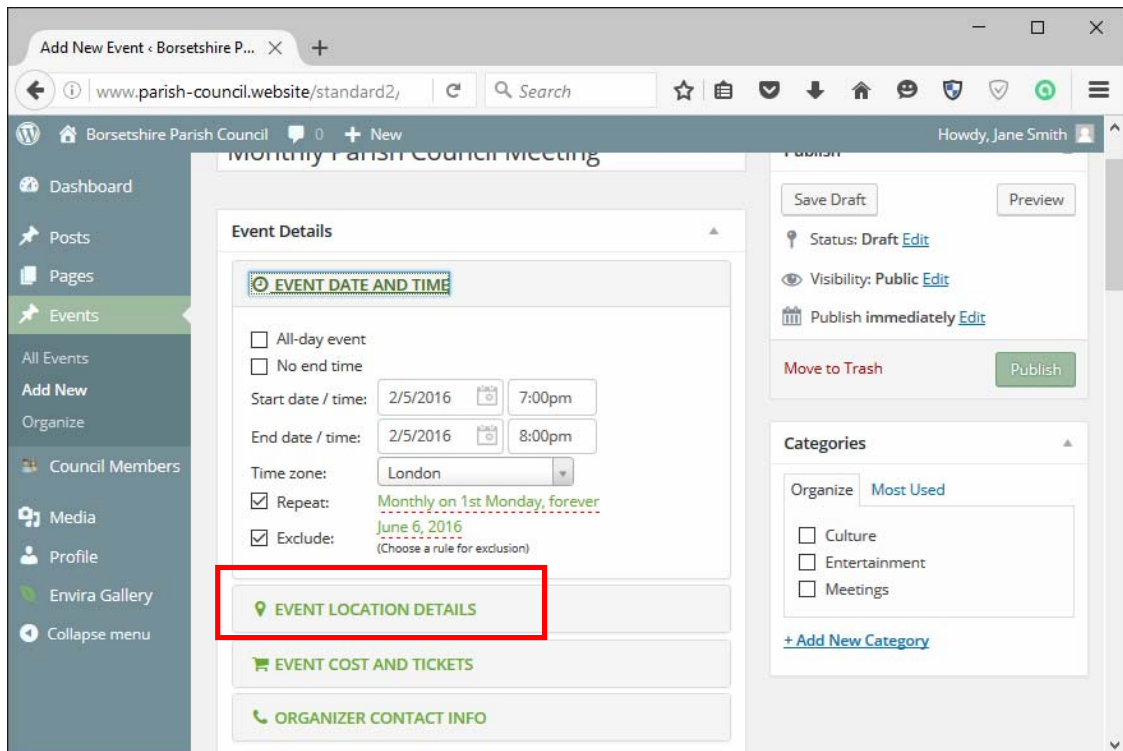 Add New Event ‹ Borsetshire P...
www.parish-council.website/standard2/
Search
Borsetshire Parish Council 0 + New
Howdy, Jane Smith
Monthly Parish Council Meeting
Publish
Dashboard
Posts
Pages
Events
All Events
Add New
Organize
Council Members
Media
Profile
Envira Gallery
Collapse menu
Event Details
EVENT DATE AND TIME
All-day event
No end time
Start date / time: 2/5/2016 7:00pm
End date / time: 2/5/2016 8:00pm
Time zone: London
Repeat: Monthly on 1st Monday, forever
Exclude: June 6, 2016
(Choose a rule for exclusion)
EVENT LOCATION DETAILS
EVENT COST AND TICKETS
ORGANIZER CONTACT INFO
Save Draft Preview
Status: Draft Edit
Visibility: Public Edit
Publish immediately Edit
Move to Trash Publish
Categories
Organize Most Used
Culture
Entertainment
Meetings
+ Add New Category